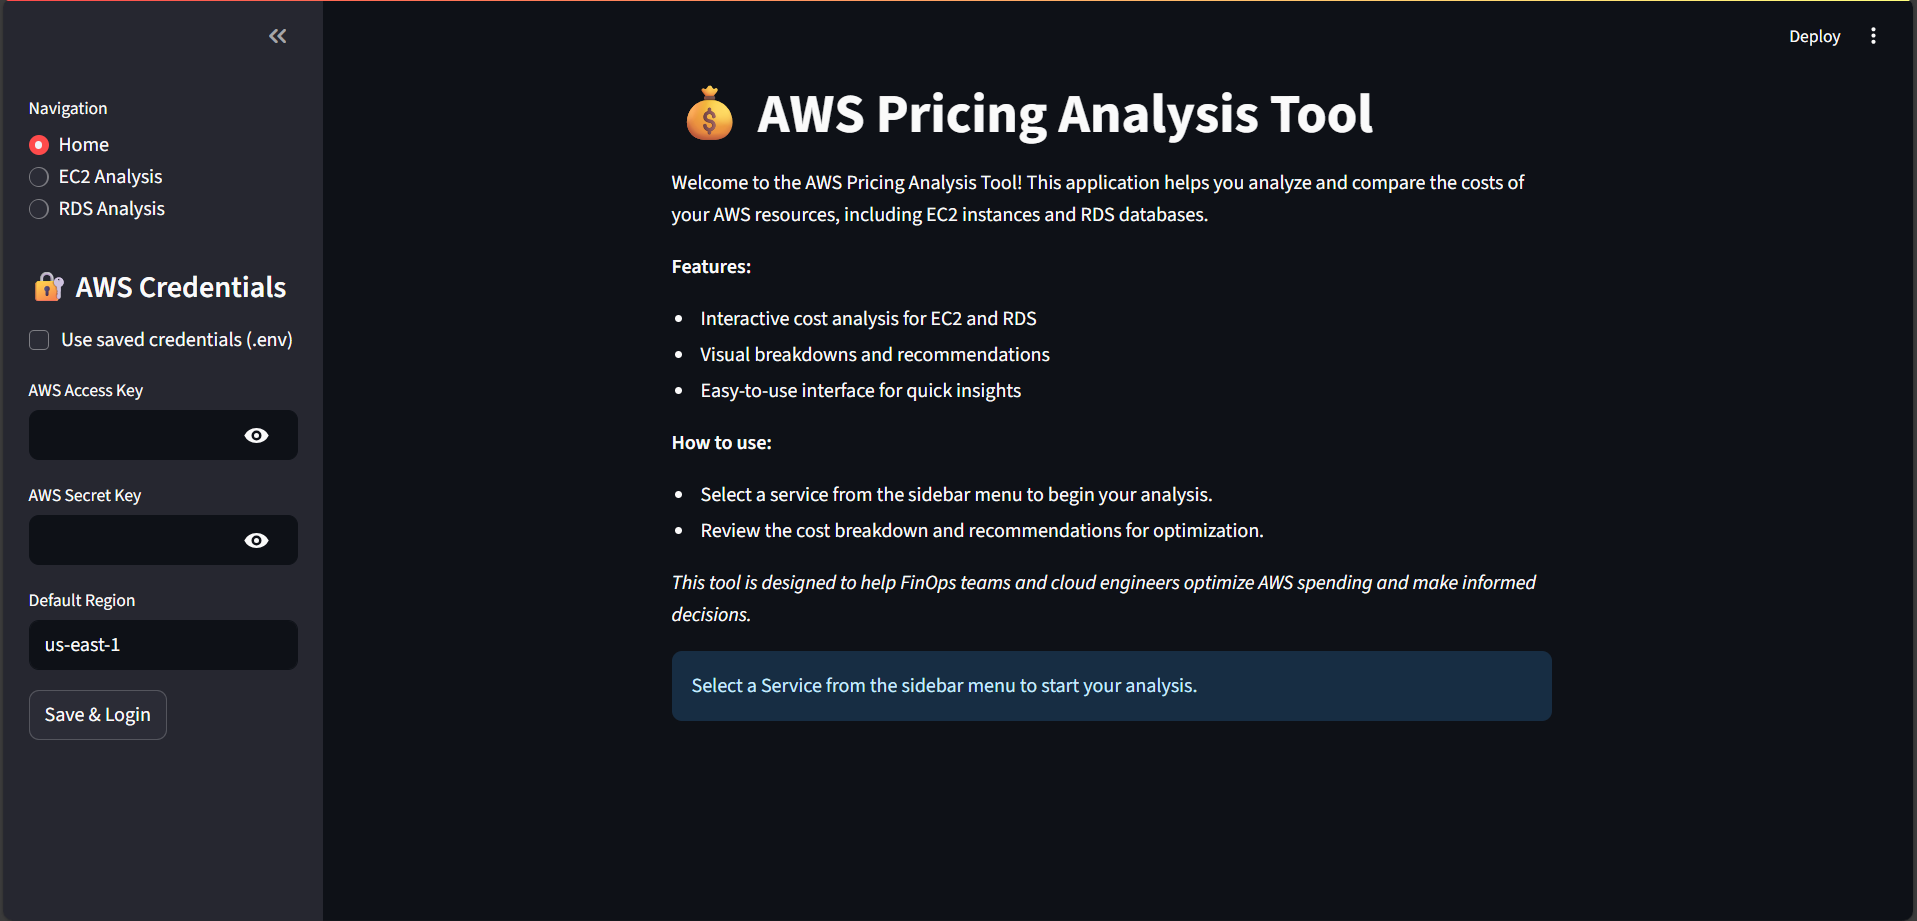 Deploy
Navigation
Home
EC2 Analysis
RDS Analysis
AWS Credentials
Use saved credentials (.env)
AWS Access Key
AWS Secret Key
Default Region
us-east-1
Save & Login
AWS Pricing Analysis Tool
Welcome to the AWS Pricing Analysis Tool! This application helps you analyze and compare the costs of
your AWS resources, including EC2 instances and RDS databases.
Features:
Interactive cost analysis for EC2 and RDS
Visual breakdowns and recommendations
Easy-to-use interface for quick insights
How to use:
Select a service from the sidebar menu to begin your analysis.
Review the cost breakdown and recommendations for optimization.
This tool is designed to help FinOps teams and cloud engineers optimize AWS spending and make informed
decisions.
Select a Service from the sidebar menu to start your analysis.